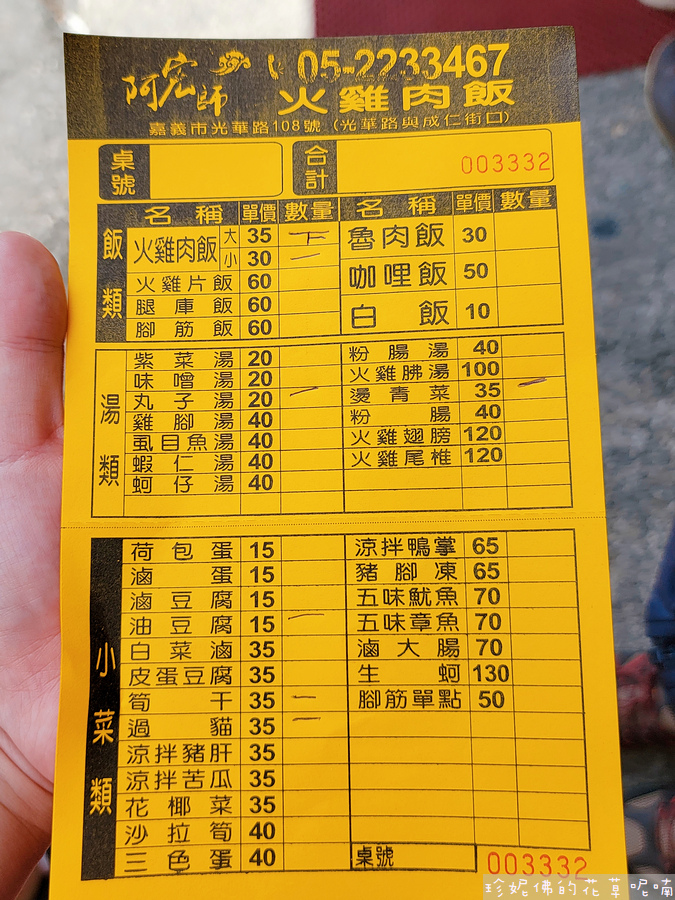 阿宏師 05-2233467
火雞肉飯
嘉義市光華路108號 (光華路與成仁街口)
桌號 合計 003332
飯類 名稱 單價 數量 名稱 單價 數量
火雞肉飯 大 35 魯肉飯 30
小 30
火雞片飯 60 咖哩飯 50
腿庫飯 60
腳筋飯 60 白飯 10
湯類
紫菜湯 20 粉腸湯 40
味噌湯 20 火雞胇湯 100
丸子湯 20 燙青菜 35
雞腳湯 40 粉腸 40
虱目魚湯 40 火雞翅膀 120
蝦仁湯 40 火雞尾椎 120
蚵仔湯 40
小菜類
荷包蛋 15 涼拌鴨掌 65
滷蛋 15 豬腳凍 65
滷豆腐 15 五味魷魚 70
油豆腐 15 五味章魚 70
白菜滷 35 滷大腸 70
皮蛋豆腐 35 生蚵 130
筍干 35 腳筋單點 50
過貓 35
涼拌豬肝 35
涼拌苦瓜 35
花椰菜 35
沙拉筍 40
三色蛋 40 桌號 003332
珍妮佛的花草呢喃